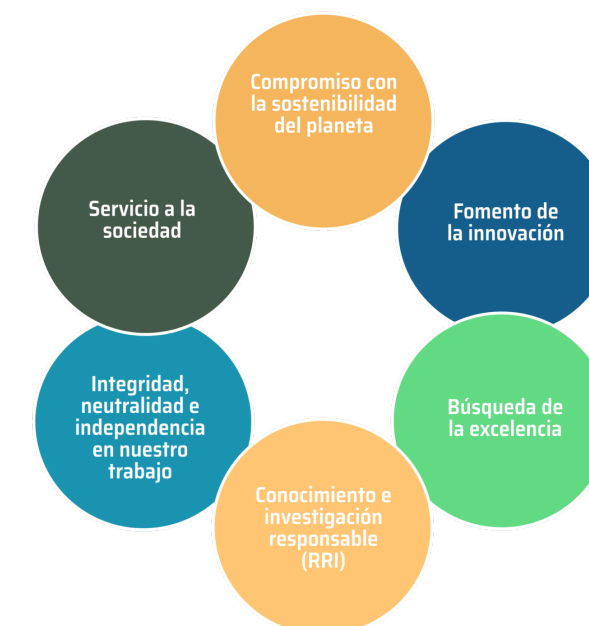 Compromiso con
la sostenibilidad
del planeta
Fomento de
la innovación
Búsqueda de
la excelencia
Conocimiento e
investigación
responsable
(RRI)
Integridad,
neutralidad e
independencia
en nuestro
trabajo
Servicio a la
sociedad